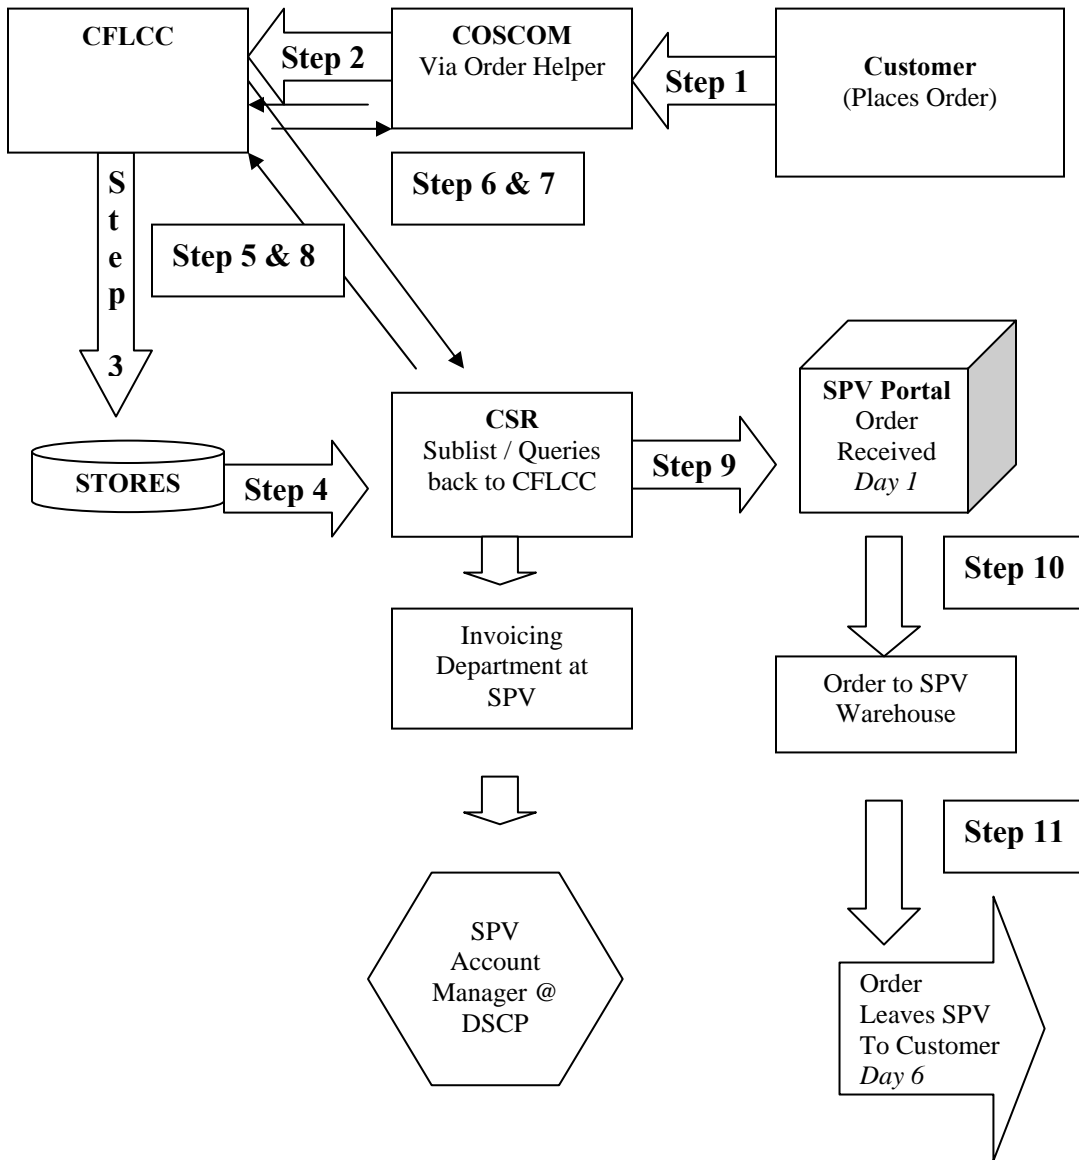 CFLCC
Step 2
COSCOM
Via Order Helper
Step 1
Customer
(Places Order)
Step 6 & 7
Step 3
Step 5 & 8
STORES
Step 4
CSR
Sublist / Queries
back to CFLCC
Step 9
SPV Portal
Order
Received
Day 1
Step 10
Invoicing
Department at
SPV
Order to SPV
Warehouse
Step 11
SPV
Account
Manager @
DSCP
Order
Leaves SPV
To Customer
Day 6